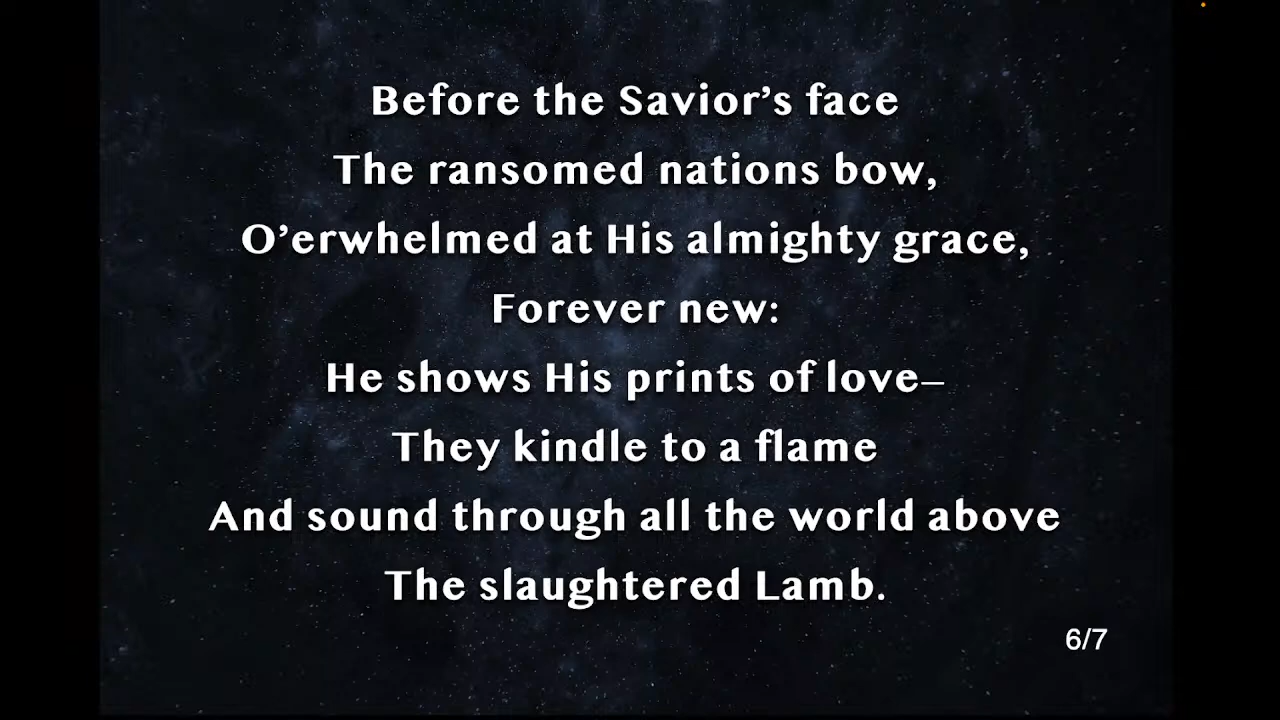 Before the Savior’s face
The ransomed nations bow,
O’erwhelmed at His almighty grace,
Forever new:
He shows His prints of love–
They kindle to a flame
And sound through all the world above
The slaughtered Lamb.
6/7